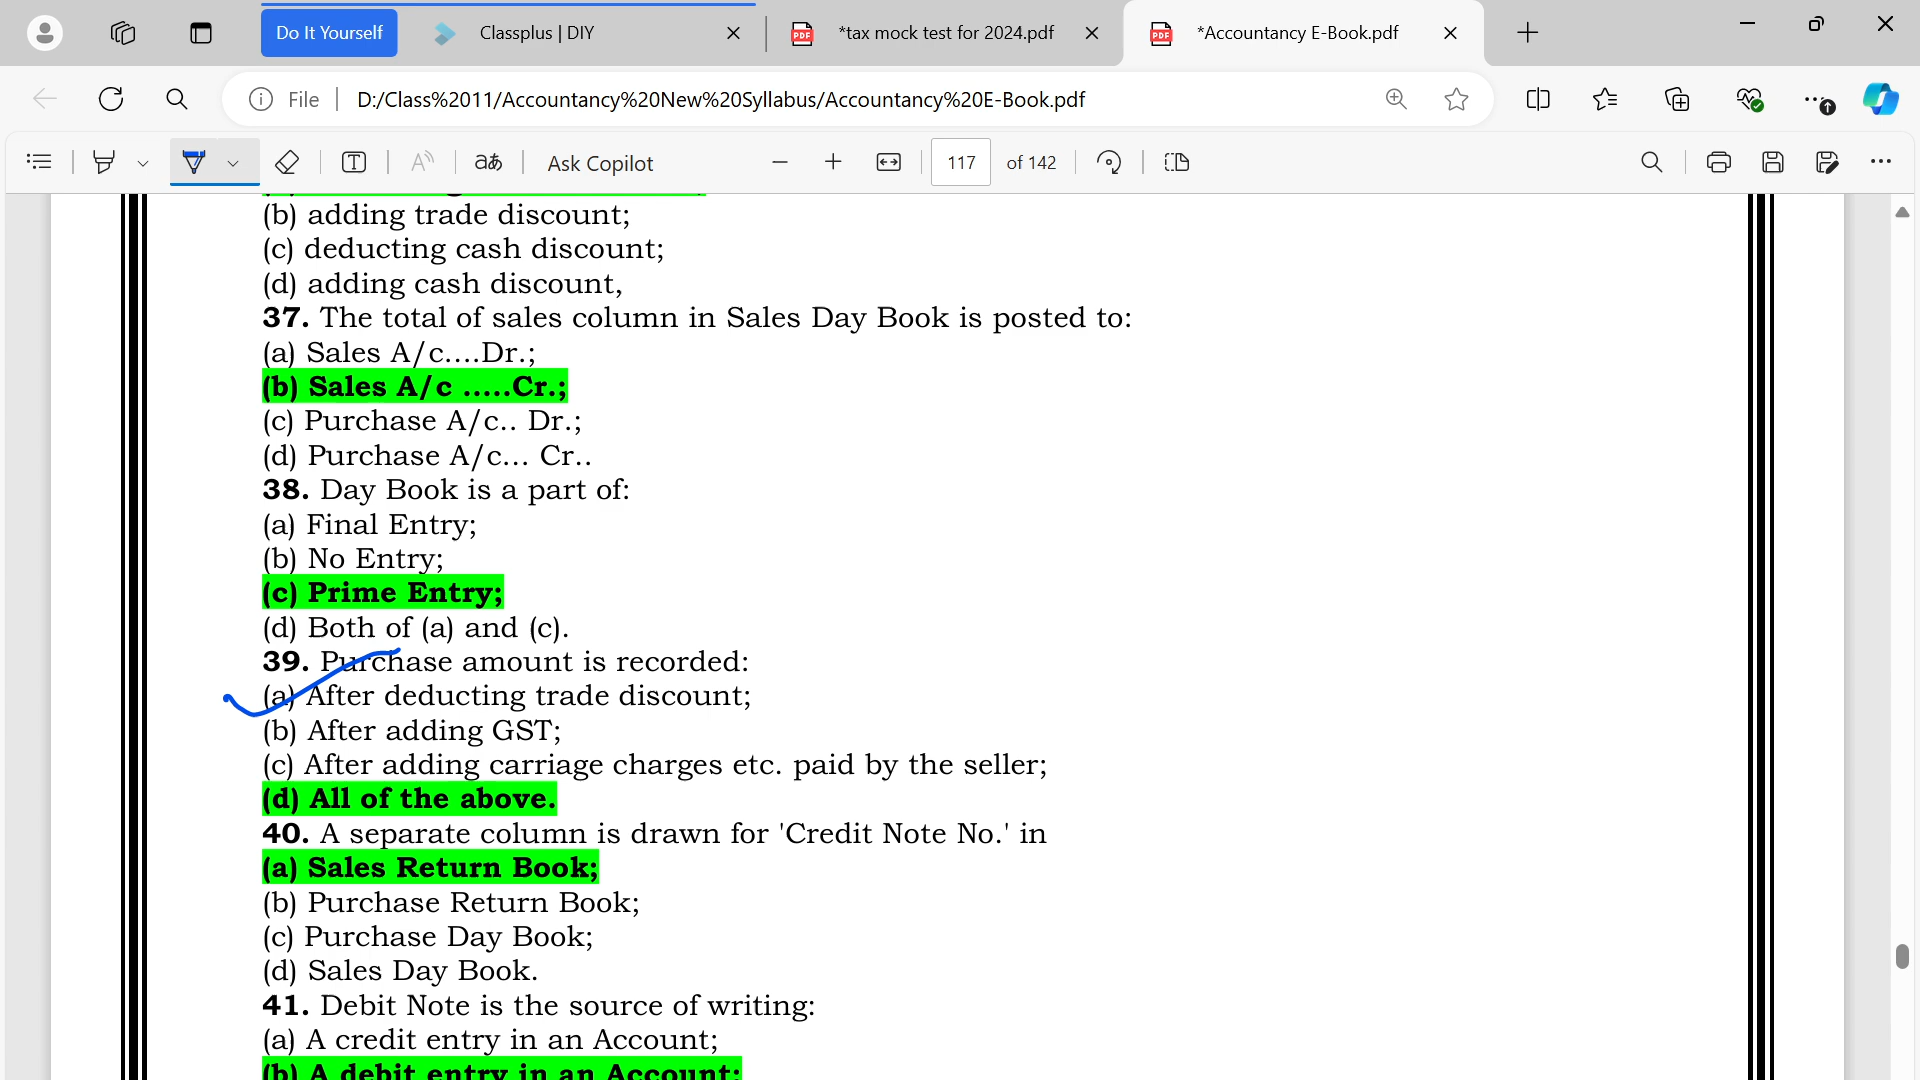 Do It Yourself
Classplus | DIY
*tax mock test for 2024.pdf
*Accountancy E-Book.pdf
File
D:/Class%2011/Accountancy%20New%20Syllabus/Accountancy%20E-Book.pdf
Ask Copilot
117
of 142
(b) adding trade discount;
(c) deducting cash discount;
(d) adding cash discount,
37. The total of sales column in Sales Day Book is posted to:
(a) Sales A/c....Dr.;
(b) Sales A/c .....Cr.;
(c) Purchase A/c.. Dr.;
(d) Purchase A/c... Cr..
38. Day Book is a part of:
(a) Final Entry;
(b) No Entry;
(c) Prime Entry;
(d) Both of (a) and (c).
39. Purchase amount is recorded:
(a) After deducting trade discount;
(b) After adding GST;
(c) After adding carriage charges etc. paid by the seller;
(d) All of the above.
40. A separate column is drawn for 'Credit Note No.' in
(a) Sales Return Book;
(b) Purchase Return Book;
(c) Purchase Day Book;
(d) Sales Day Book.
41. Debit Note is the source of writing:
(a) A credit entry in an Account;
(b) A debit entry in an Account;